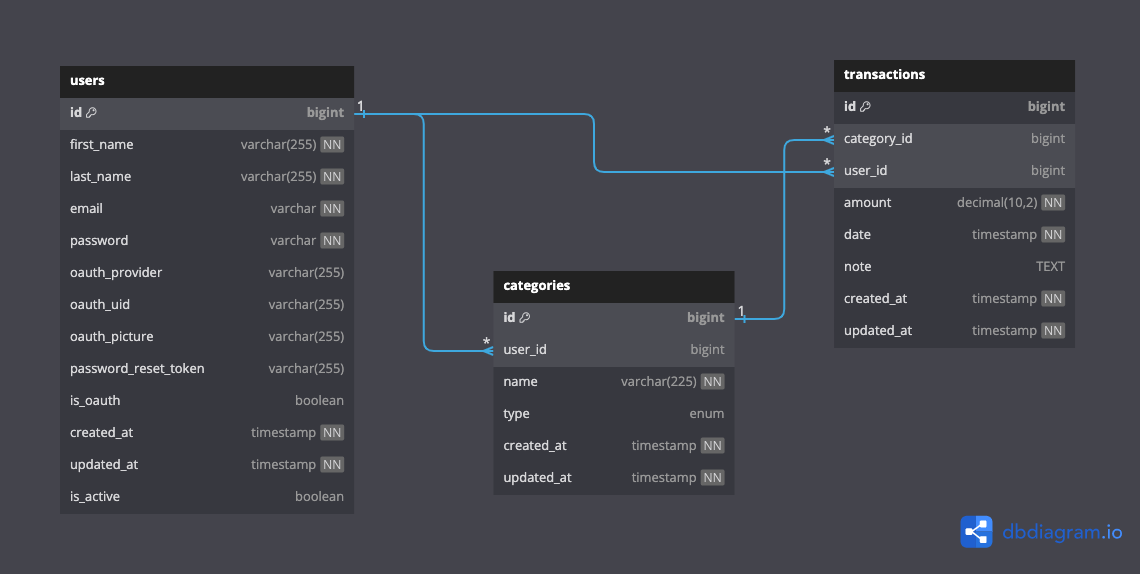 users
id bigint
first_name varchar(255) NN
last_name varchar(255) NN
email varchar NN
password varchar NN
oauth_provider varchar(255)
oauth_uid varchar(255)
oauth_picture varchar(255)
password_reset_token varchar(255)
is_oauth boolean
created_at timestamp NN
updated_at timestamp NN
is_active boolean
1
*
categories
id bigint
user_id bigint
name varchar(225) NN
type enum
created_at timestamp NN
updated_at timestamp NN
1
*
*
transactions
id bigint
category_id bigint
user_id bigint
amount decimal(10,2) NN
date timestamp NN
note TEXT
created_at timestamp NN
updated_at timestamp NN
dbdiagram.io